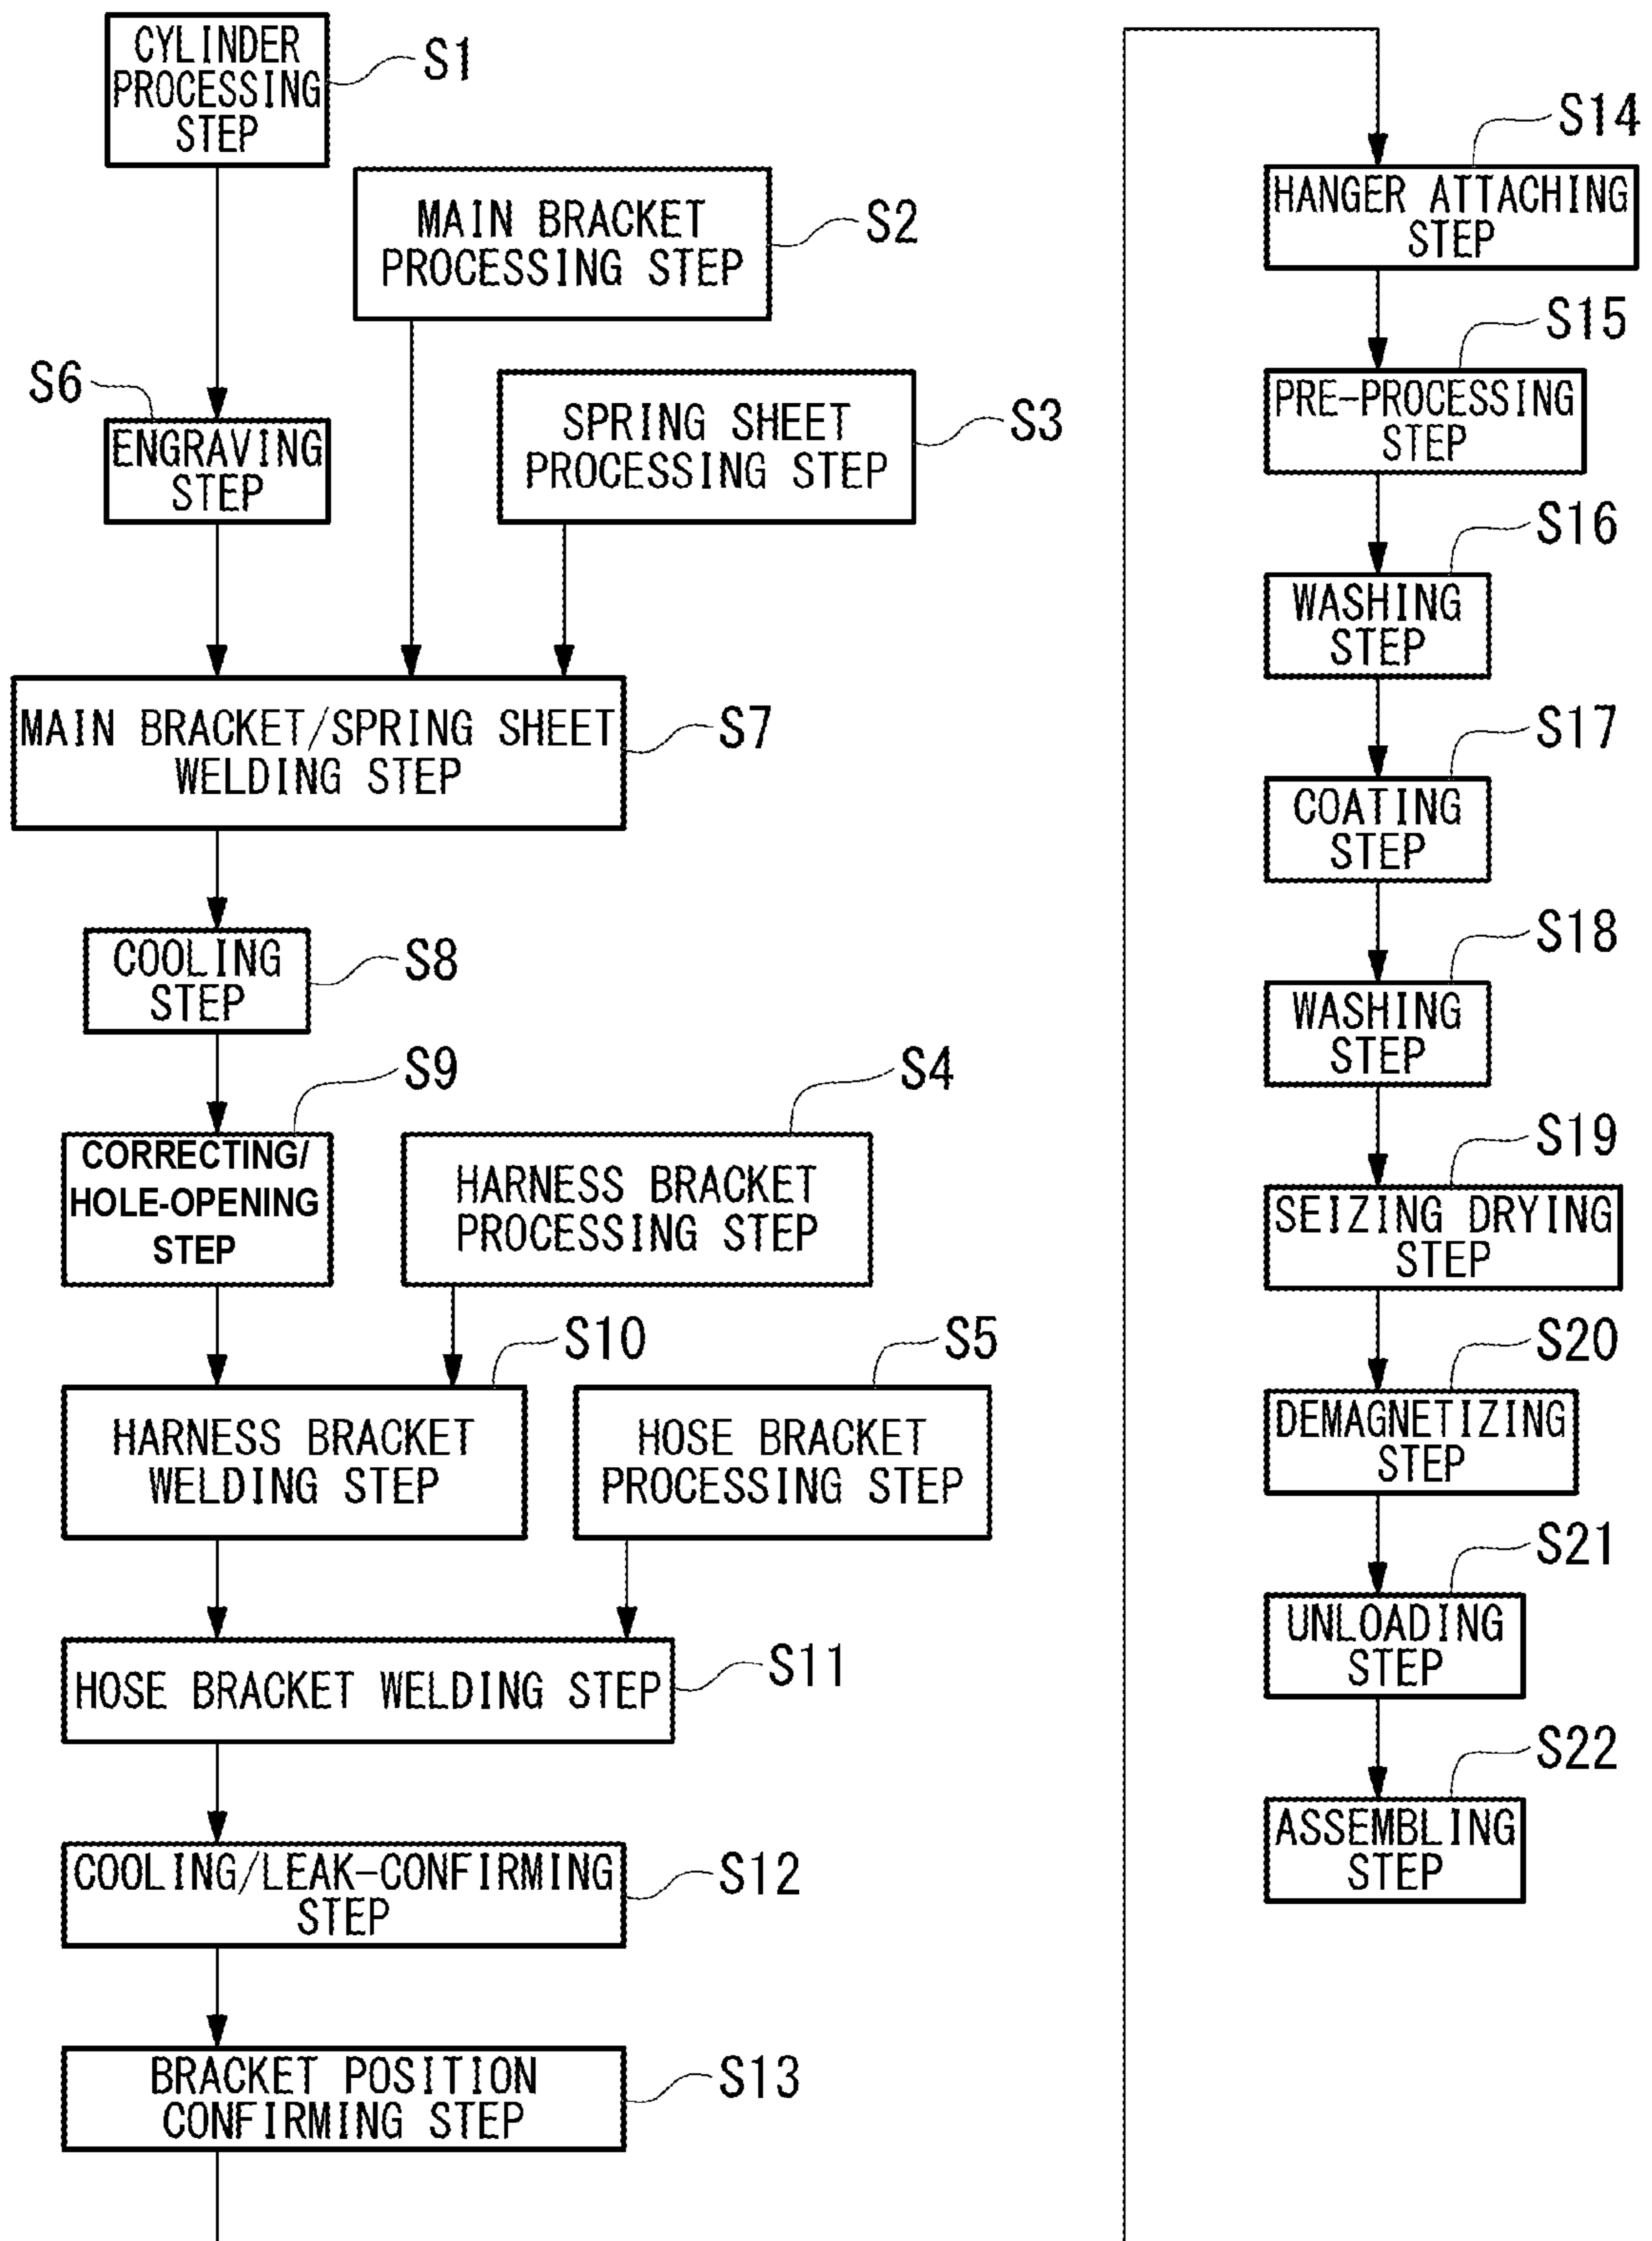 CYLINDER
PROCESSING
STEP
S1
MAIN BRACKET
PROCESSING STEP
S2
S6
ENGRAVING
STEP
SPRING SHEET
PROCESSING STEP
S3
MAIN BRACKET/SPRING SHEET
WELDING STEP
S7
COOLING
STEP
S8
S9
CORRECTING/
HOLE-OPENING
STEP
S4
HARNESS BRACKET
PROCESSING STEP
S10
HARNESS BRACKET
WELDING STEP
S5
HOSE BRACKET
PROCESSING STEP
HOSE BRACKET WELDING STEP
S11
COOLING/LEAK-CONFIRMING
STEP
S12
BRACKET POSITION
CONFIRMING STEP
S13
S14
HANGER ATTACHING
STEP
S15
PRE-PROCESSING
STEP
S16
WASHING
STEP
S17
COATING
STEP
S18
WASHING
STEP
S19
SEIZING DRYING
STEP
S20
DEMAGNETIZING
STEP
S21
UNLOADING
STEP
S22
ASSEMBLING
STEP